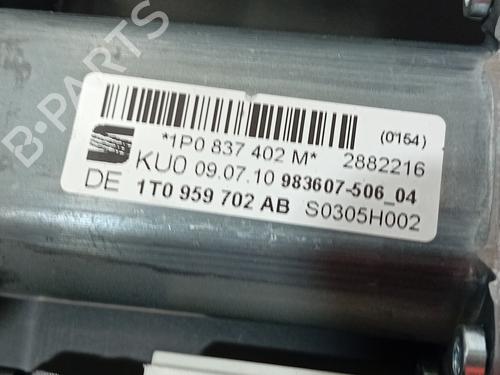 B-PARTS
(0154)
*1P0 837 402 M* 2882216
KU0 09.07.10 983607-506_04
DE 1T0 959 702 AB S0305H002